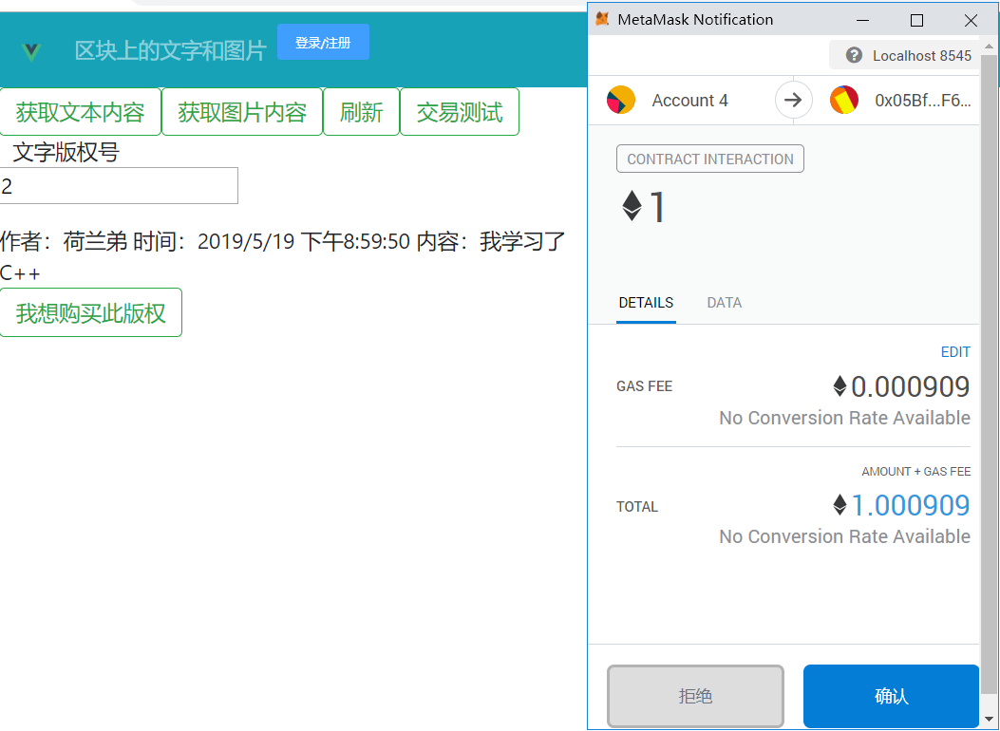 区块上的文字和图片
登录/注册
获取文本内容
获取图片内容
刷新
交易测试
文字版权号
2
作者：荷兰弟 时间：2019/5/19 下午8:59:50 内容：我学习了
C++
我想购买此版权
MetaMask Notification
Localhost 8545
Account 4
0x05Bf...F6...
CONTRACT INTERACTION
1
DETAILS
DATA
EDIT
GAS FEE
0.000909
No Conversion Rate Available
AMOUNT + GAS FEE
TOTAL
1.000909
No Conversion Rate Available
拒绝
确认